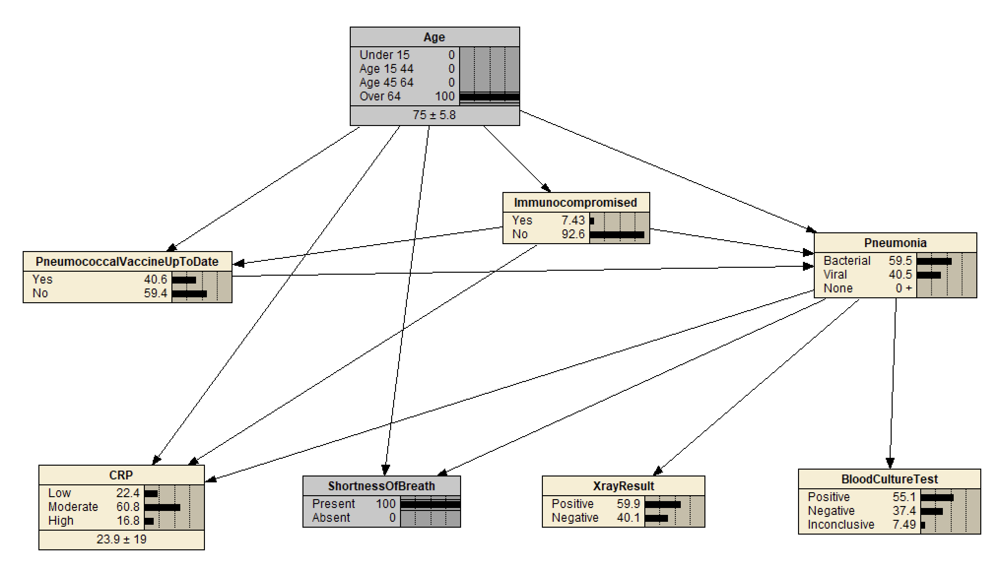 Age
Under 15 0
Age 15 44 0
Age 45 64 0
Over 64 100
75 ± 5.8
Immunocompromised
Yes 7.43
No 92.6
Pneumonia
Bacterial 59.5
Viral 40.5
None 0 +
PneumococcalVaccineUpToDate
Yes 40.6
No 59.4
CRP
Low 22.4
Moderate 60.8
High 16.8
23.9 ± 19
ShortnessOfBreath
Present 100
Absent 0
XrayResult
Positive 59.9
Negative 40.1
BloodCultureTest
Positive 55.1
Negative 37.4
Inconclusive 7.49